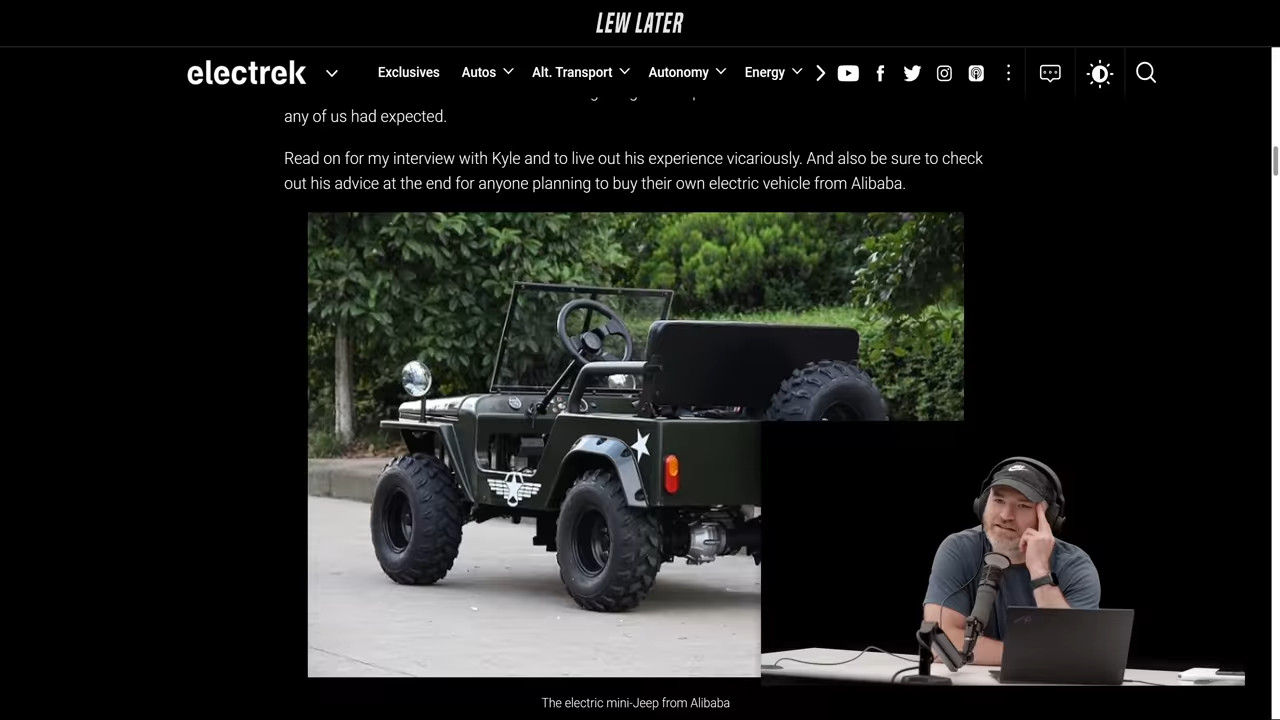 LEW LATER
electrek
Exclusives Autos Alt. Transport Autonomy Energy
any of us had expected.
Read on for my interview with Kyle and to live out his experience vicariously. And also be sure to check
out his advice at the end for anyone planning to buy their own electric vehicle from Alibaba.
The electric mini-Jeep from Alibaba